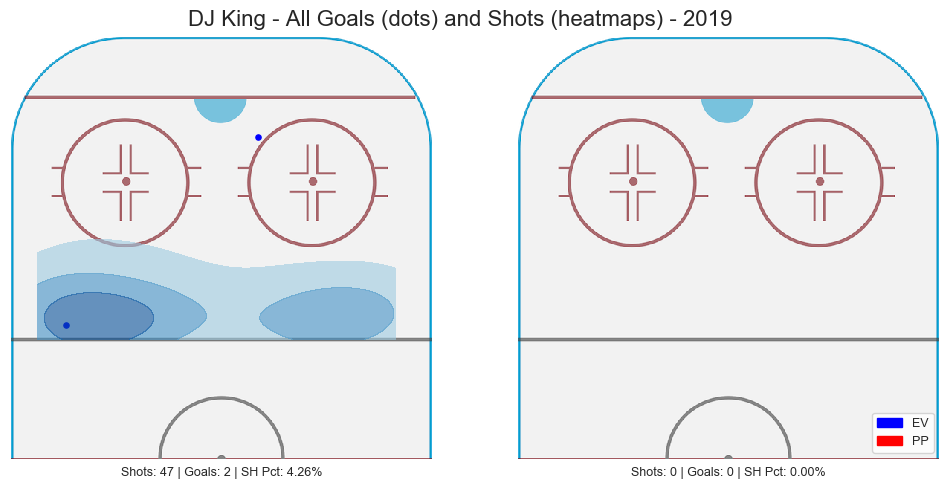 DJ King - All Goals (dots) and Shots (heatmaps) - 2019
EV
PP
Shots: 47 | Goals: 2 | SH Pct: 4.26%
Shots: 0 | Goals: 0 | SH Pct: 0.00%